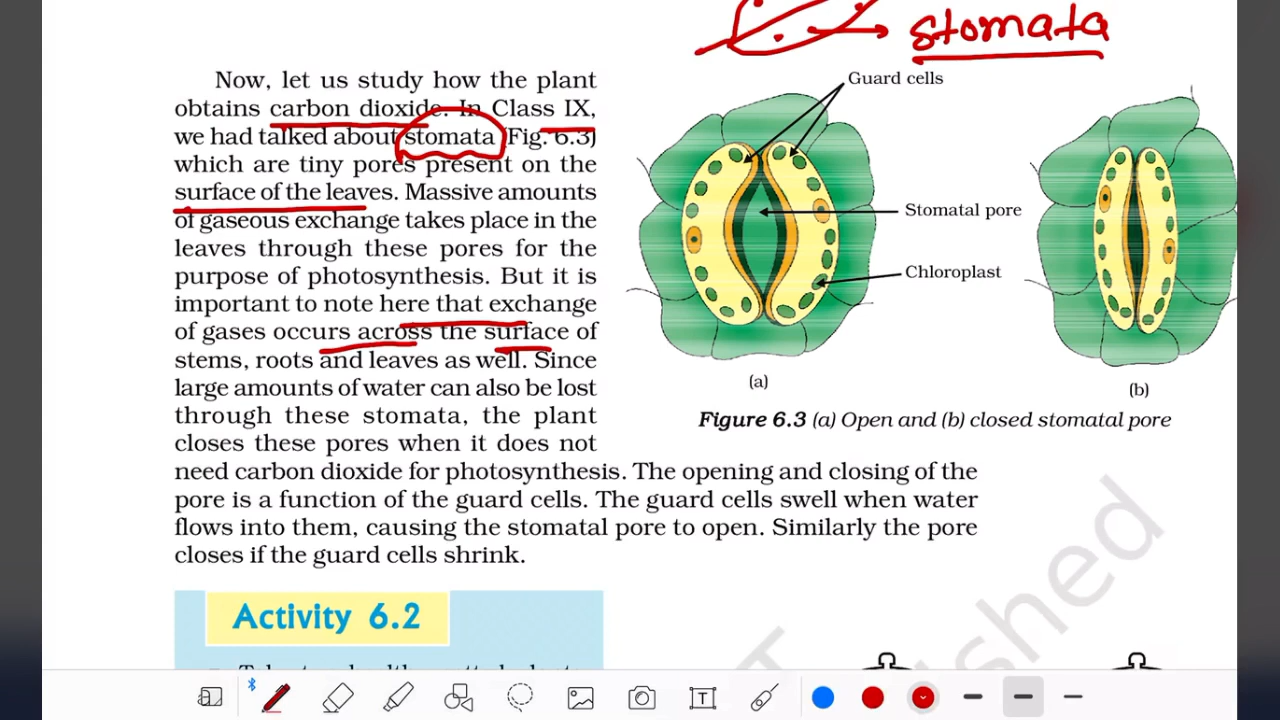 stomata
Now, let us study how the plant
obtains carbon dioxide. In Class IX,
we had talked about stomata (Fig. 6.3)
which are tiny pores present on the
surface of the leaves. Massive amounts
of gaseous exchange takes place in the
leaves through these pores for the
purpose of photosynthesis. But it is
important to note here that exchange
of gases occurs across the surface of
stems, roots and leaves as well. Since
large amounts of water can also be lost
through these stomata, the plant
closes these pores when it does not
need carbon dioxide for photosynthesis. The opening and closing of the
pore is a function of the guard cells. The guard cells swell when water
flows into them, causing the stomatal pore to open. Similarly the pore
closes if the guard cells shrink.
Guard cells
Stomatal pore
Chloroplast
(a)
(b)
Figure 6.3 (a) Open and (b) closed stomatal pore
Activity 6.2
T